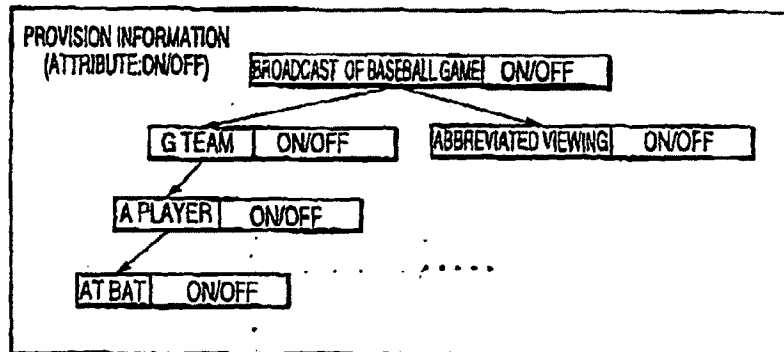 PROVISION INFORMATION
(ATTRIBUTE:ON/OFF)
BROADCAST OF BASEBALL GAME ON/OFF
G TEAM ON/OFF
ABBREVIATED VIEWING ON/OFF
A PLAYER ON/OFF
AT BAT ON/OFF